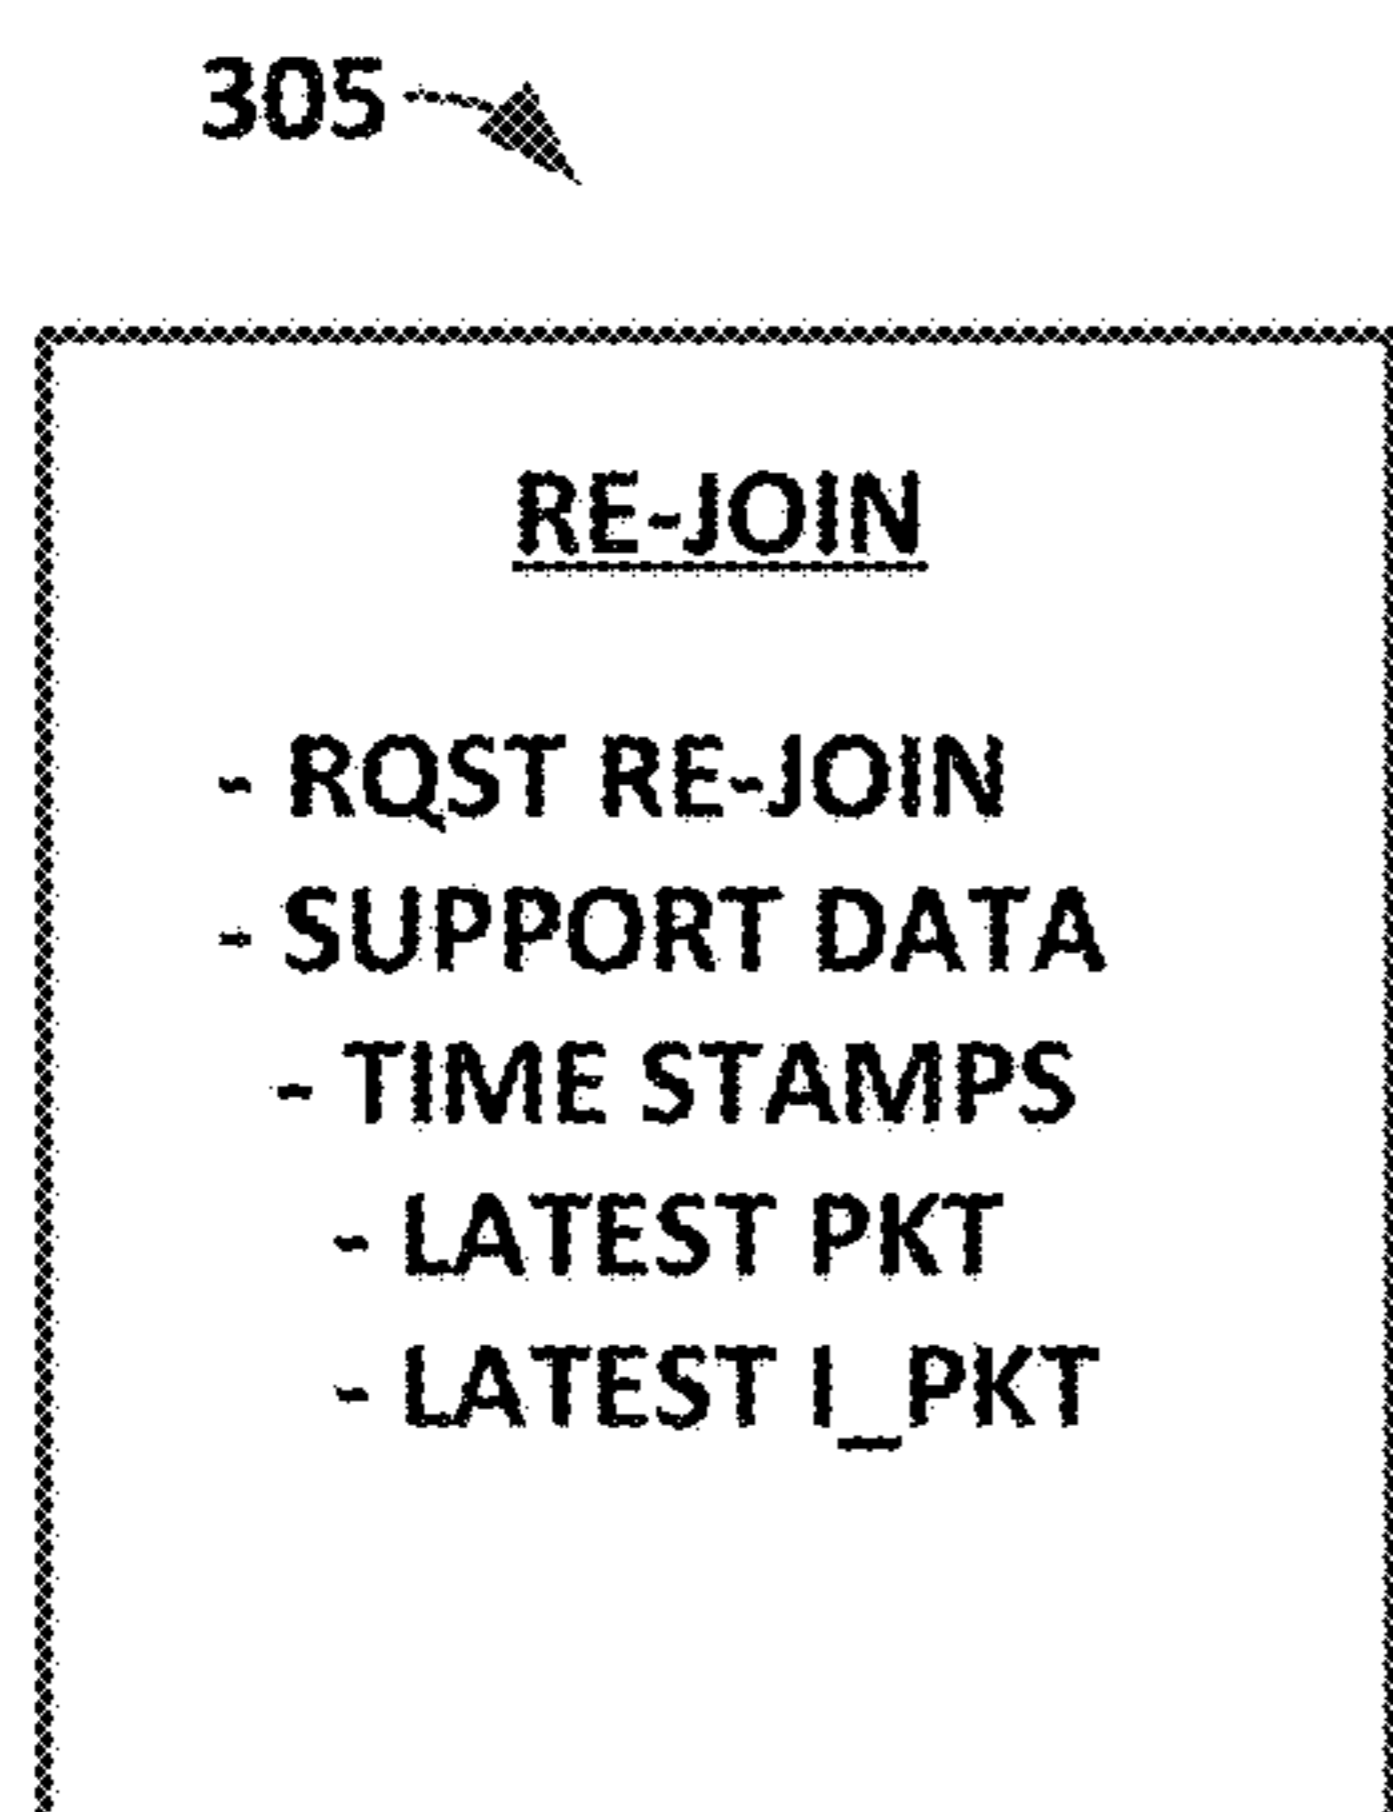 305
RE-JOIN
- RQST RE-JOIN
- SUPPORT DATA
- TIME STAMPS
- LATEST PKT
- LATEST I_PKT